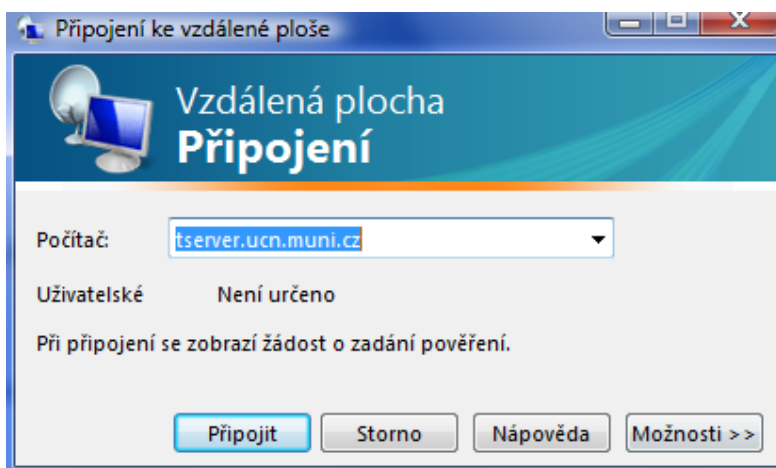 Připojení ke vzdálené ploše
Vzdálená plocha
Připojení
Počítač: tserver.ucn.muni.cz
Uživatelské Není určeno
Při připojení se zobrazí žádost o zadání pověření.
Připojit Storno Nápověda Možnosti >>